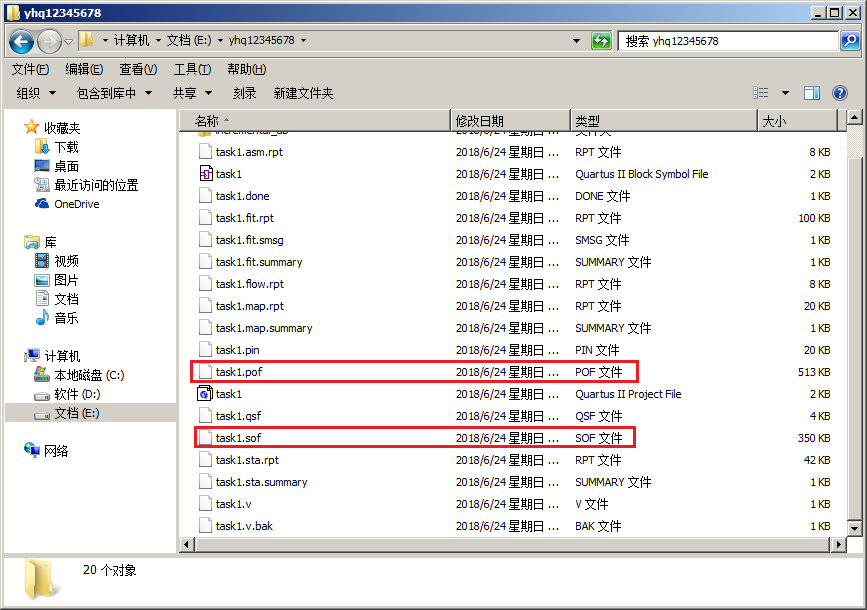 yhq12345678
计算机 文档 (E:) yhq12345678
搜索 yhq12345678
文件(F) 编辑(E) 查看(V) 工具(T) 帮助(H)
组织 包含到库中 共享 刻录 新建文件夹
收藏夹
下载
桌面
最近访问的位置
OneDrive
库
视频
图片
文档
音乐
计算机
本地磁盘 (C:)
软件 (D:)
文档 (E:)
网络
名称 修改日期 类型 大小
incremental_db 2018/6/24 星期日 ... 文件夹
task1.asm.rpt 2018/6/24 星期日 ... RPT 文件 8 KB
task1 2018/6/24 星期日 ... Quartus II Block Symbol File 2 KB
task1.done 2018/6/24 星期日 ... DONE 文件 1 KB
task1.fit.rpt 2018/6/24 星期日 ... RPT 文件 100 KB
task1.fit.smsg 2018/6/24 星期日 ... SMSG 文件 1 KB
task1.fit.summary 2018/6/24 星期日 ... SUMMARY 文件 1 KB
task1.flow.rpt 2018/6/24 星期日 ... RPT 文件 8 KB
task1.map.rpt 2018/6/24 星期日 ... RPT 文件 20 KB
task1.map.summary 2018/6/24 星期日 ... SUMMARY 文件 1 KB
task1.pin 2018/6/24 星期日 ... PIN 文件 20 KB
task1.pof 2018/6/24 星期日 ... POF 文件 513 KB
task1 2018/6/24 星期日 ... Quartus II Project File 2 KB
task1.qsf 2018/6/24 星期日 ... QSF 文件 4 KB
task1.sof 2018/6/24 星期日 ... SOF 文件 350 KB
task1.sta.rpt 2018/6/24 星期日 ... RPT 文件 42 KB
task1.sta.summary 2018/6/24 星期日 ... SUMMARY 文件 1 KB
task1.v 2018/6/24 星期日 ... V 文件 1 KB
task1.v.bak 2018/6/24 星期日 ... BAK 文件 1 KB
20 个对象